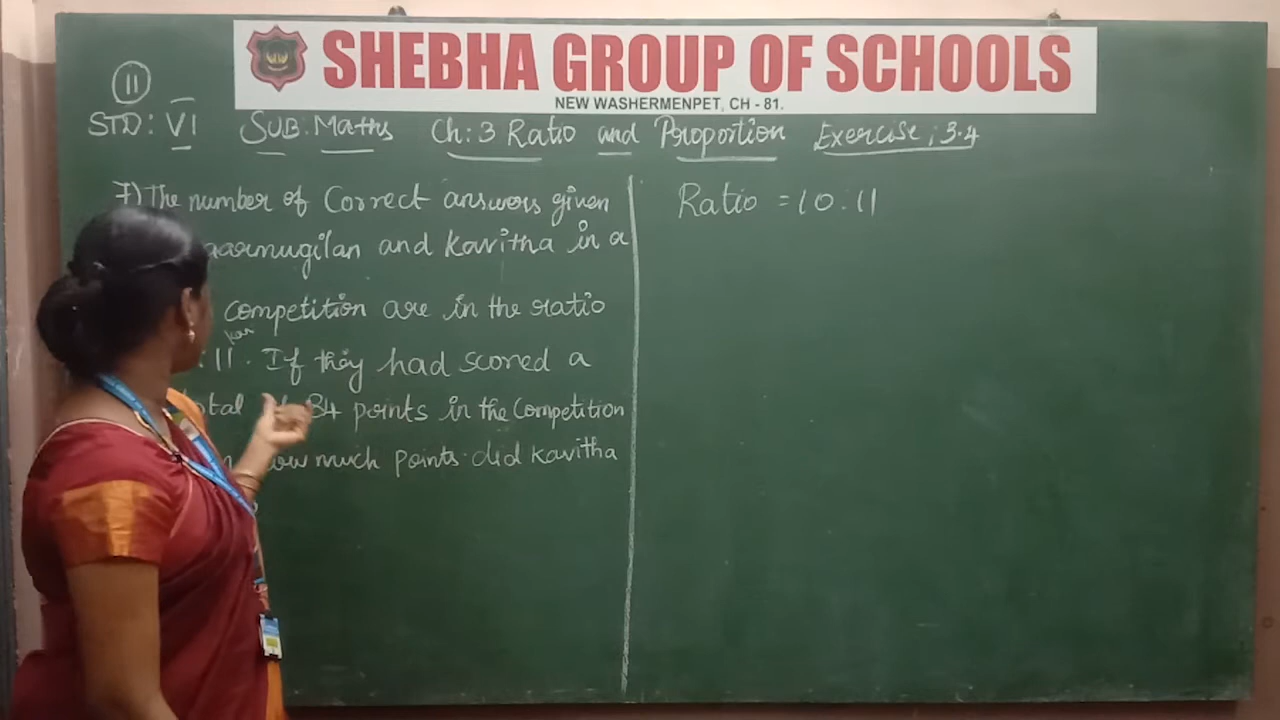 SHEBHA GROUP OF SCHOOLS
NEW WASHERMENPET, CH - 81.
11
STD: VI SUB: Maths Ch: 3 Ratio and Proportion Exercise: 3.4
7) The number of Correct answers given
and Kavitha in a
competition are in the ratio
: 11. If they had scored a
84 points in the Competition
much points did Kavitha
Ratio = 10:11